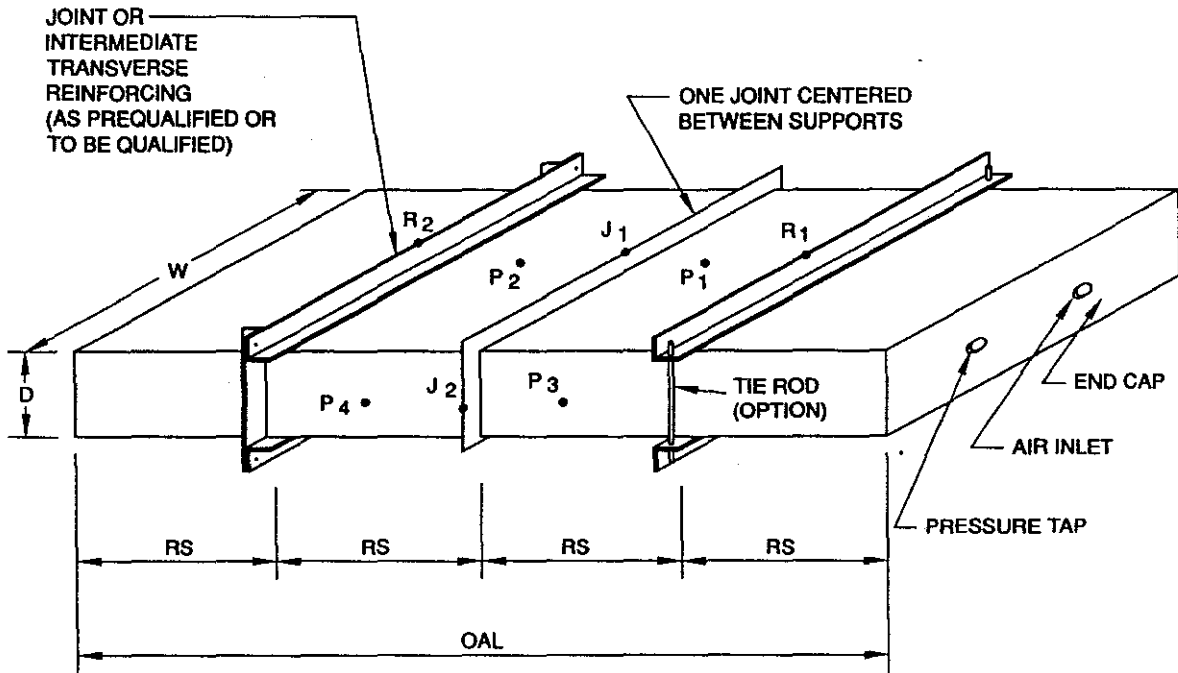 JOINT OR
INTERMEDIATE
TRANSVERSE
REINFORCING
(AS PREQUALIFIED OR
TO BE QUALIFIED)
ONE JOINT CENTERED
BETWEEN SUPPORTS
R2
J1
R1
W
P2
P1
D
P4
J2
P3
TIE ROD
(OPTION)
END CAP
AIR INLET
PRESSURE TAP
RS
RS
RS
RS
OAL